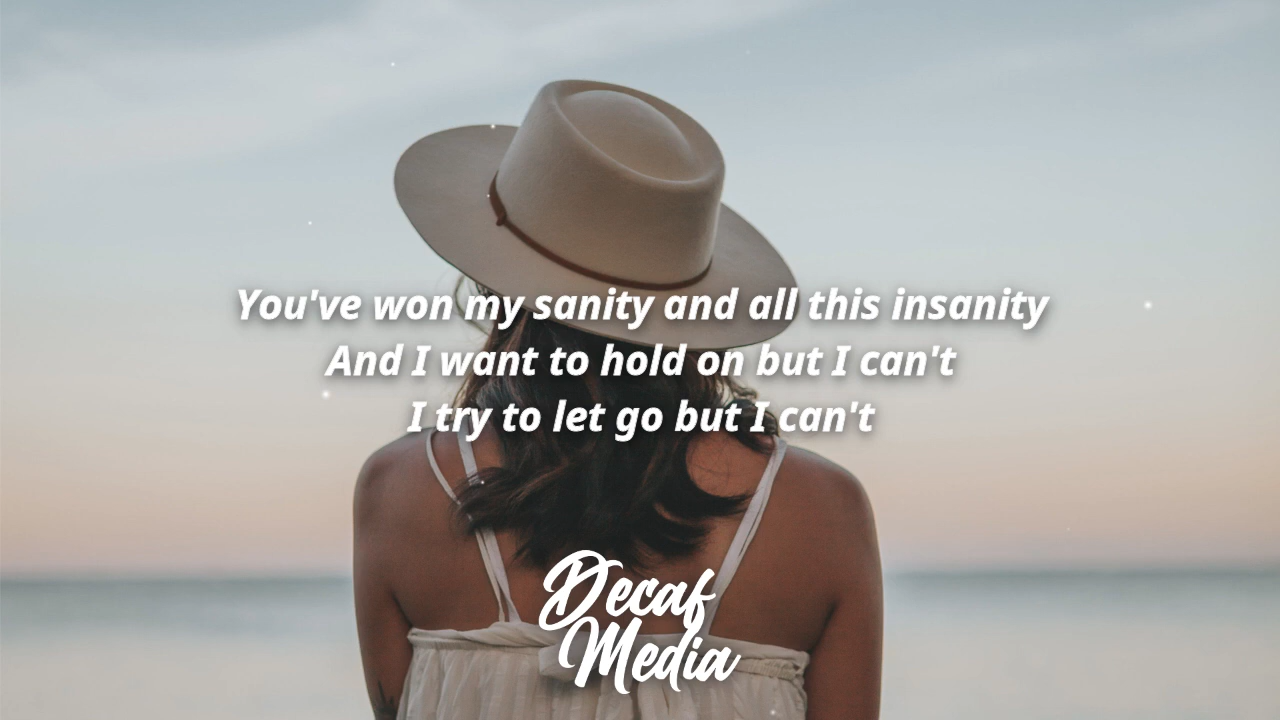 You've won my sanity and all this insanity
And I want to hold on but I can't
I try to let go but I can't
Decaf
Media